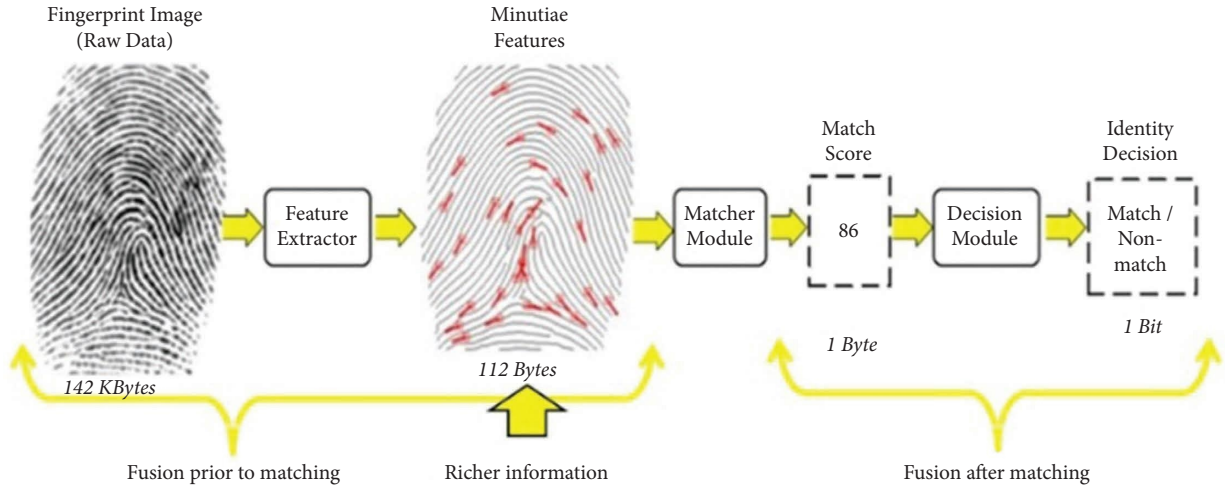 Fingerprint Image
(Raw Data)
Minutiae
Features
Feature
Extractor
Matcher
Module
Match
Score
86
Decision
Module
Identity
Decision
Match /
Non-
match
142 KBytes
112 Bytes
1 Byte
1 Bit
Fusion prior to matching
Richer information
Fusion after matching